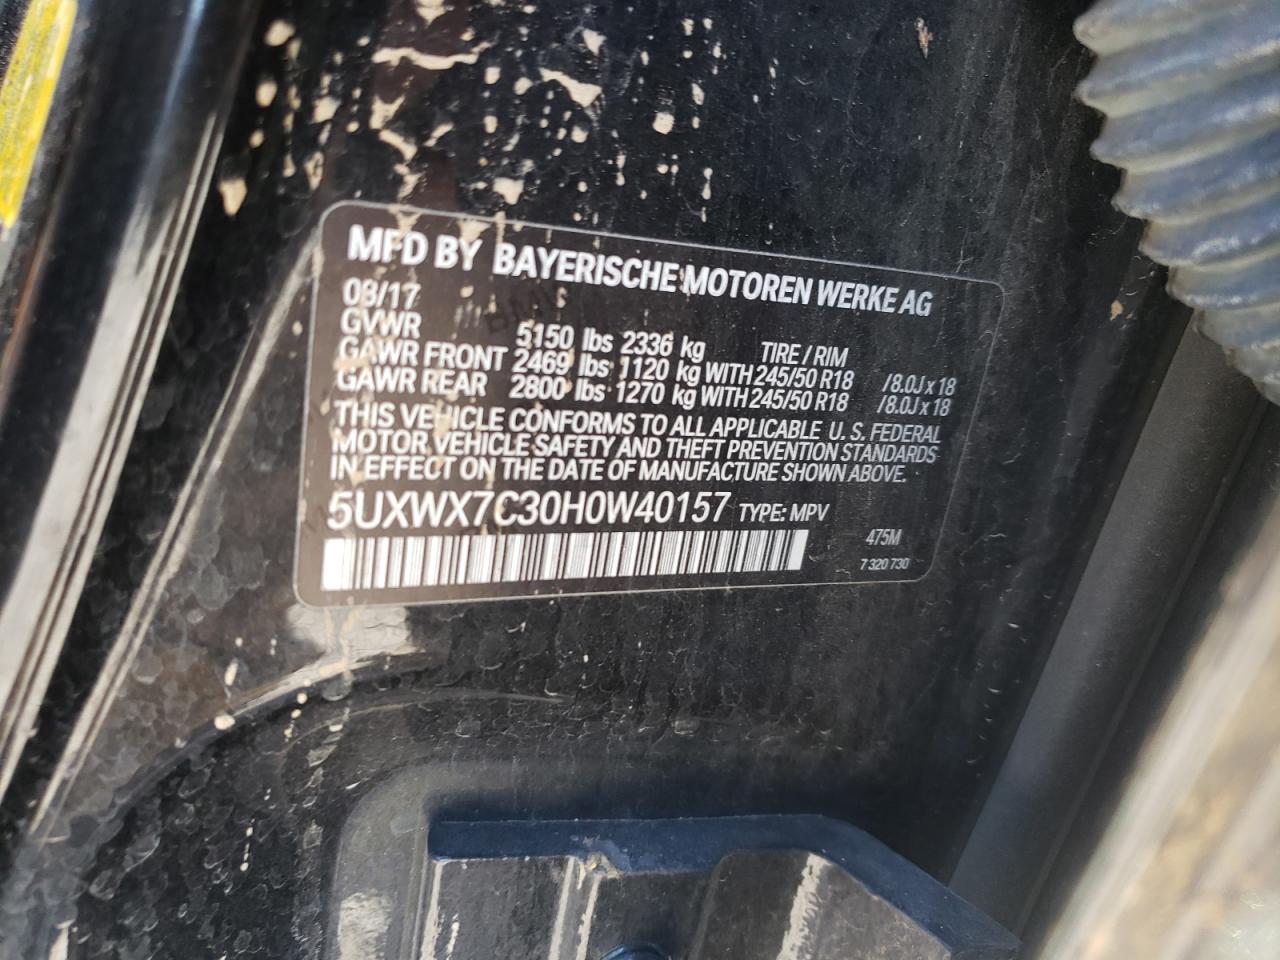 MFD BY BAYERISCHE MOTOREN WERKE AG
08/17
GVWR 5150 lbs 2336 kg TIRE / RIM
GAWR FRONT 2469 lbs 1120 kg WITH 245/50 R18 /8.0J x 18
GAWR REAR 2800 lbs 1270 kg WITH 245/50 R18 /8.0J x 18
THIS VEHICLE CONFORMS TO ALL APPLICABLE U.S. FEDERAL
MOTOR VEHICLE SAFETY AND THEFT PREVENTION STANDARDS
IN EFFECT ON THE DATE OF MANUFACTURE SHOWN ABOVE.
5UXWX7C30H0W40157 TYPE: MPV
475M
7 320 730